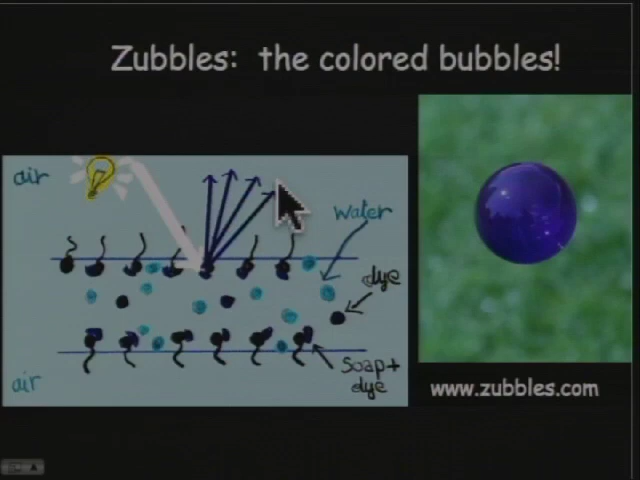 Zubbles: the colored bubbles!
air
water
dye
soap+
dye
air
www.zubbles.com